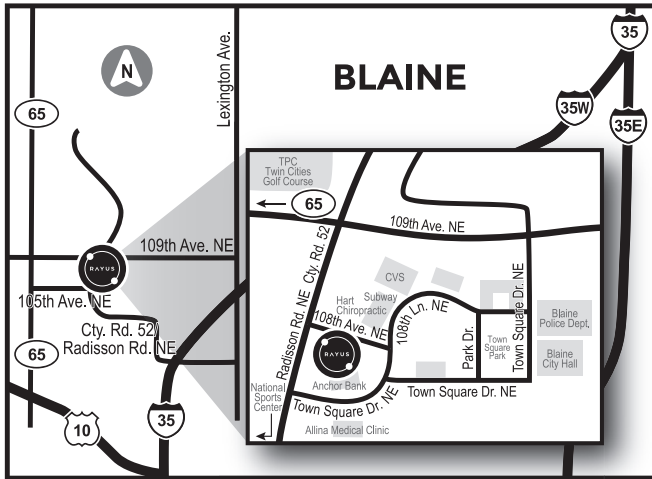 BLAINE
N
Lexington Ave.
65
35
35W
35E
109th Ave. NE
RAYUS
105th Ave. NE
Cty. Rd. 52/
Radisson Rd. NE
65
10
35
TPC
Twin Cities
Golf Course
65
109th Ave. NE
Radisson Rd. NE Cty. Rd. 52
CVS
Subway
Hart
Chiropractic
108th Ave. NE
108th Ln. NE
RAYUS
Park Dr.
Town
Square
Park
Town Square Dr. NE
Blaine
Police Dept.
Blaine
City Hall
National
Sports
Center
Anchor Bank
Town Square Dr. NE
Town Square Dr. NE
Allina Medical Clinic